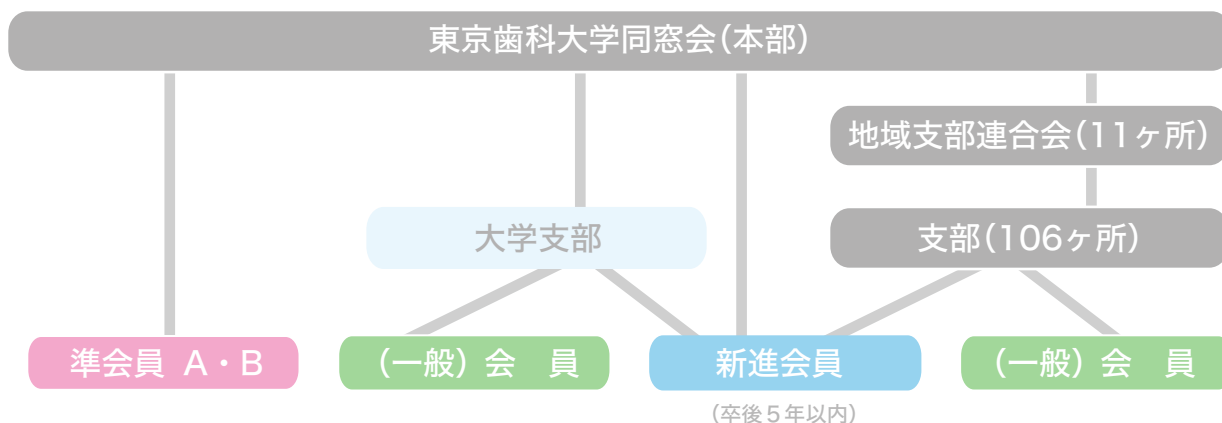 東京歯科大学同窓会(本部)
地域支部連合会(11ヶ所)
大学支部
支部(106ヶ所)
準会員 A・B
(一般)会　員
新進会員
(一般)会　員
(卒後5年以内)